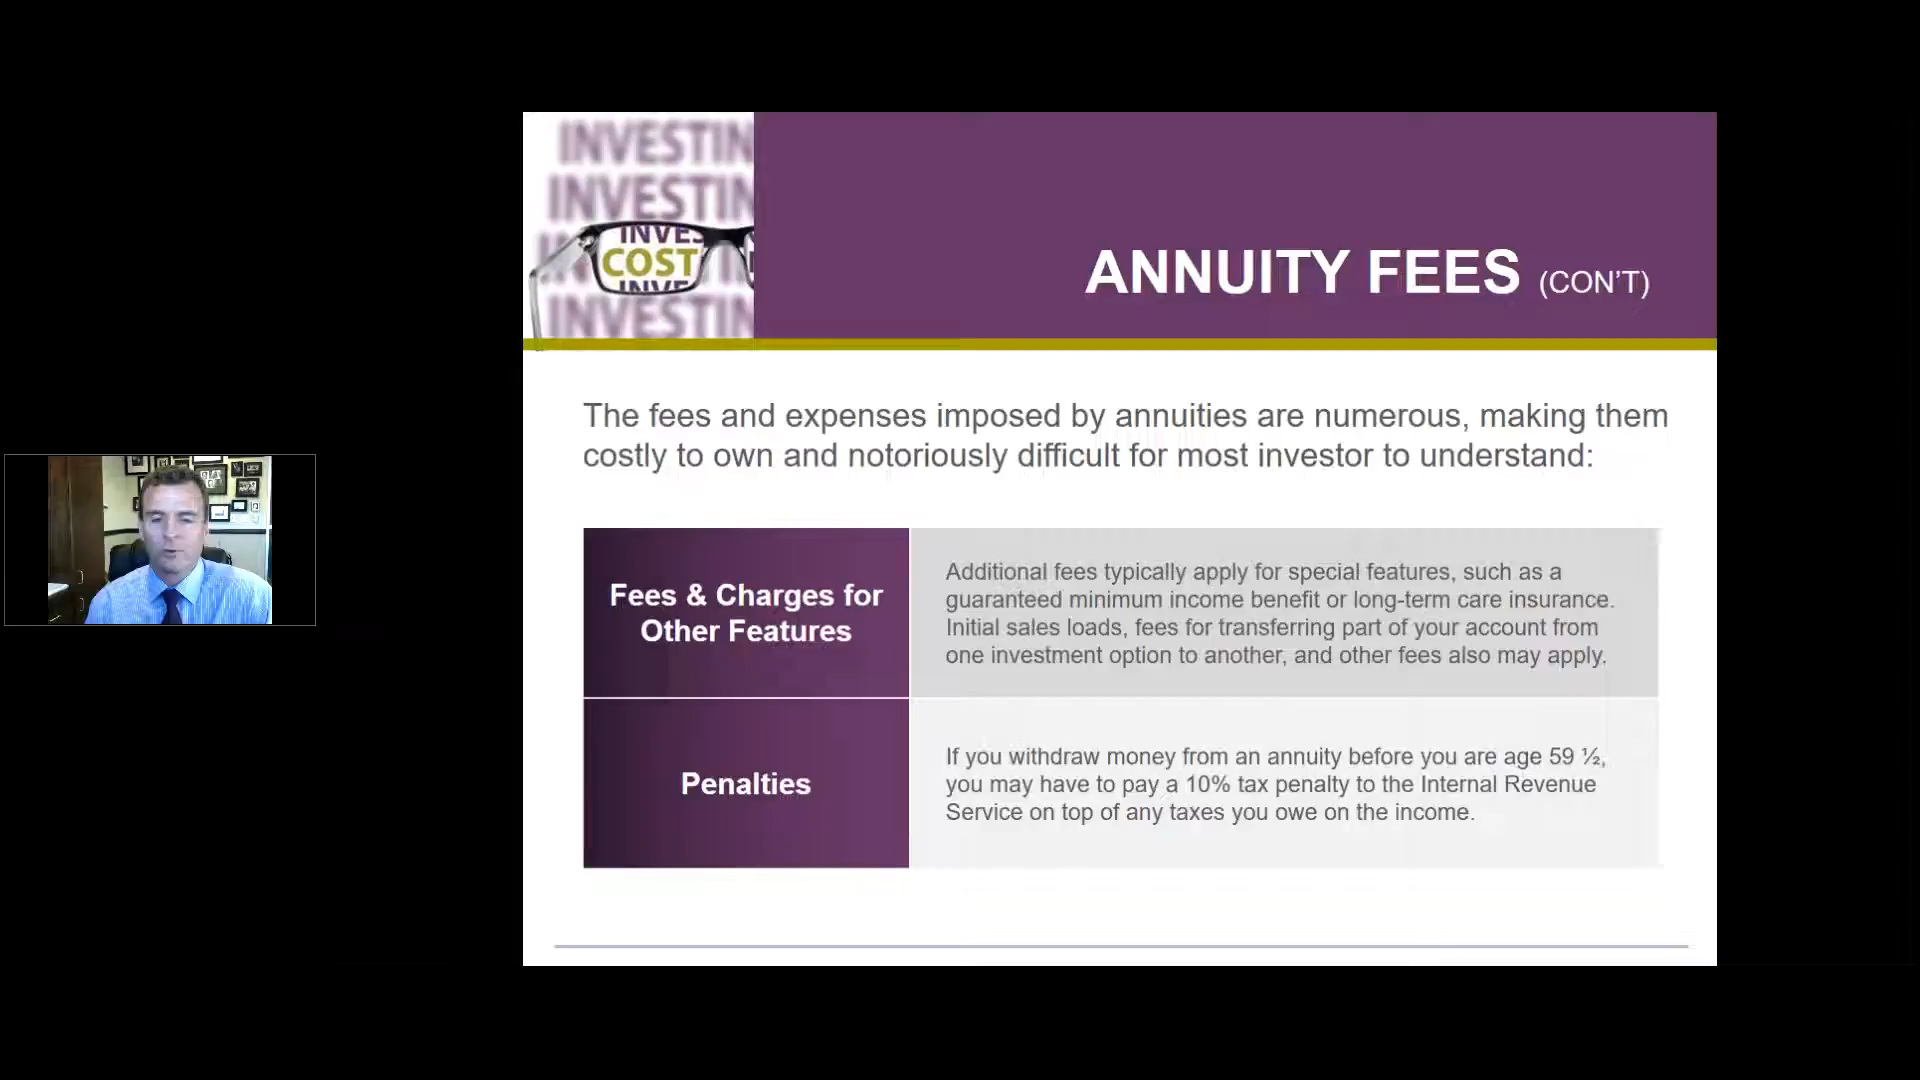 INVESTIN
INVESTIN
INVES
COST
INVE
INVESTIN
ANNUITY FEES (CON'T)
The fees and expenses imposed by annuities are numerous, making them
costly to own and notoriously difficult for most investor to understand:
Fees & Charges for
Other Features
Additional fees typically apply for special features, such as a
guaranteed minimum income benefit or long-term care insurance.
Initial sales loads, fees for transferring part of your account from
one investment option to another, and other fees also may apply.
Penalties
If you withdraw money from an annuity before you are age 59 ½,
you may have to pay a 10% tax penalty to the Internal Revenue
Service on top of any taxes you owe on the income.